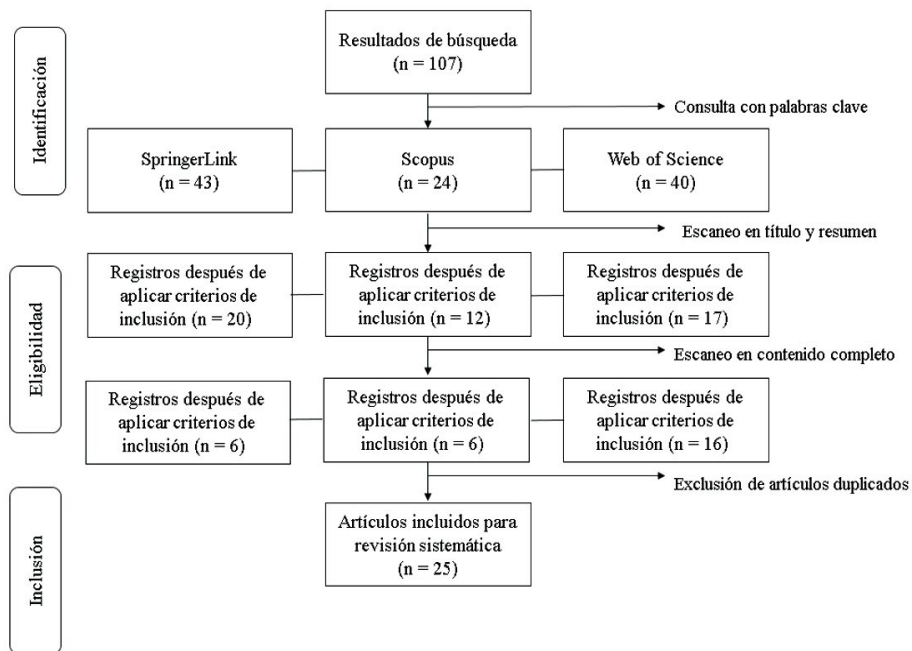 Identificación
Resultados de búsqueda
(n = 107)
Consulta con palabras clave
SpringerLink
(n = 43)
Scopus
(n = 24)
Web of Science
(n = 40)
Escaneo en título y resumen
Eligibilidad
Registros después de
aplicar criterios de
inclusión (n = 20)
Registros después de
aplicar criterios de
inclusión (n = 12)
Registros después de
aplicar criterios de
inclusión (n = 17)
Escaneo en contenido completo
Registros después de
aplicar criterios de
inclusión (n = 6)
Registros después de
aplicar criterios de
inclusión (n = 6)
Registros después de
aplicar criterios de
inclusión (n = 16)
Exclusión de artículos duplicados
Inclusión
Artículos incluidos para
revisión sistemática
(n = 25)